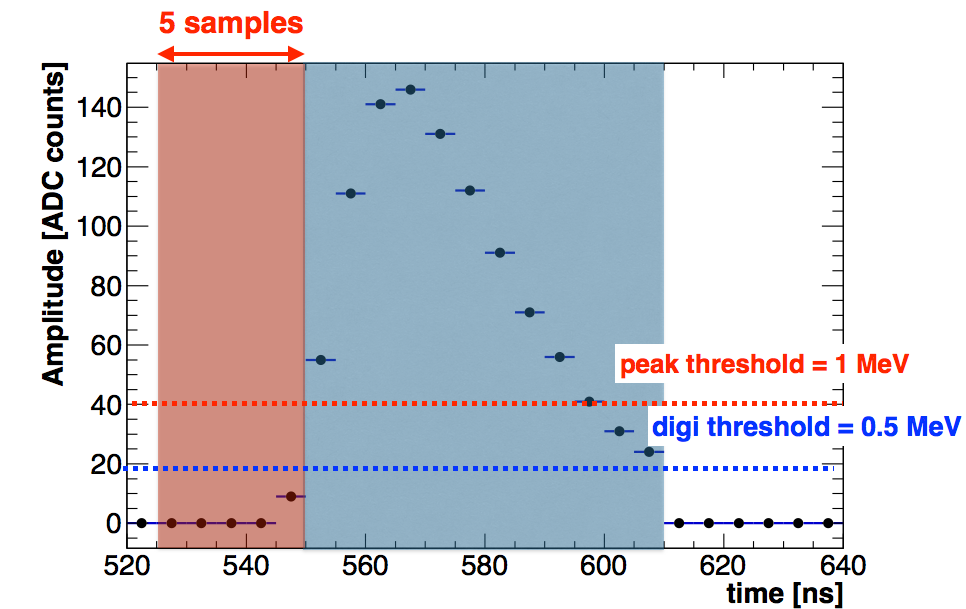 5 samples
Amplitude [ADC counts]
140
120
100
80
60
40
20
0
peak threshold = 1 MeV
digi threshold = 0.5 MeV
520 540 560 580 600 620 640
time [ns]